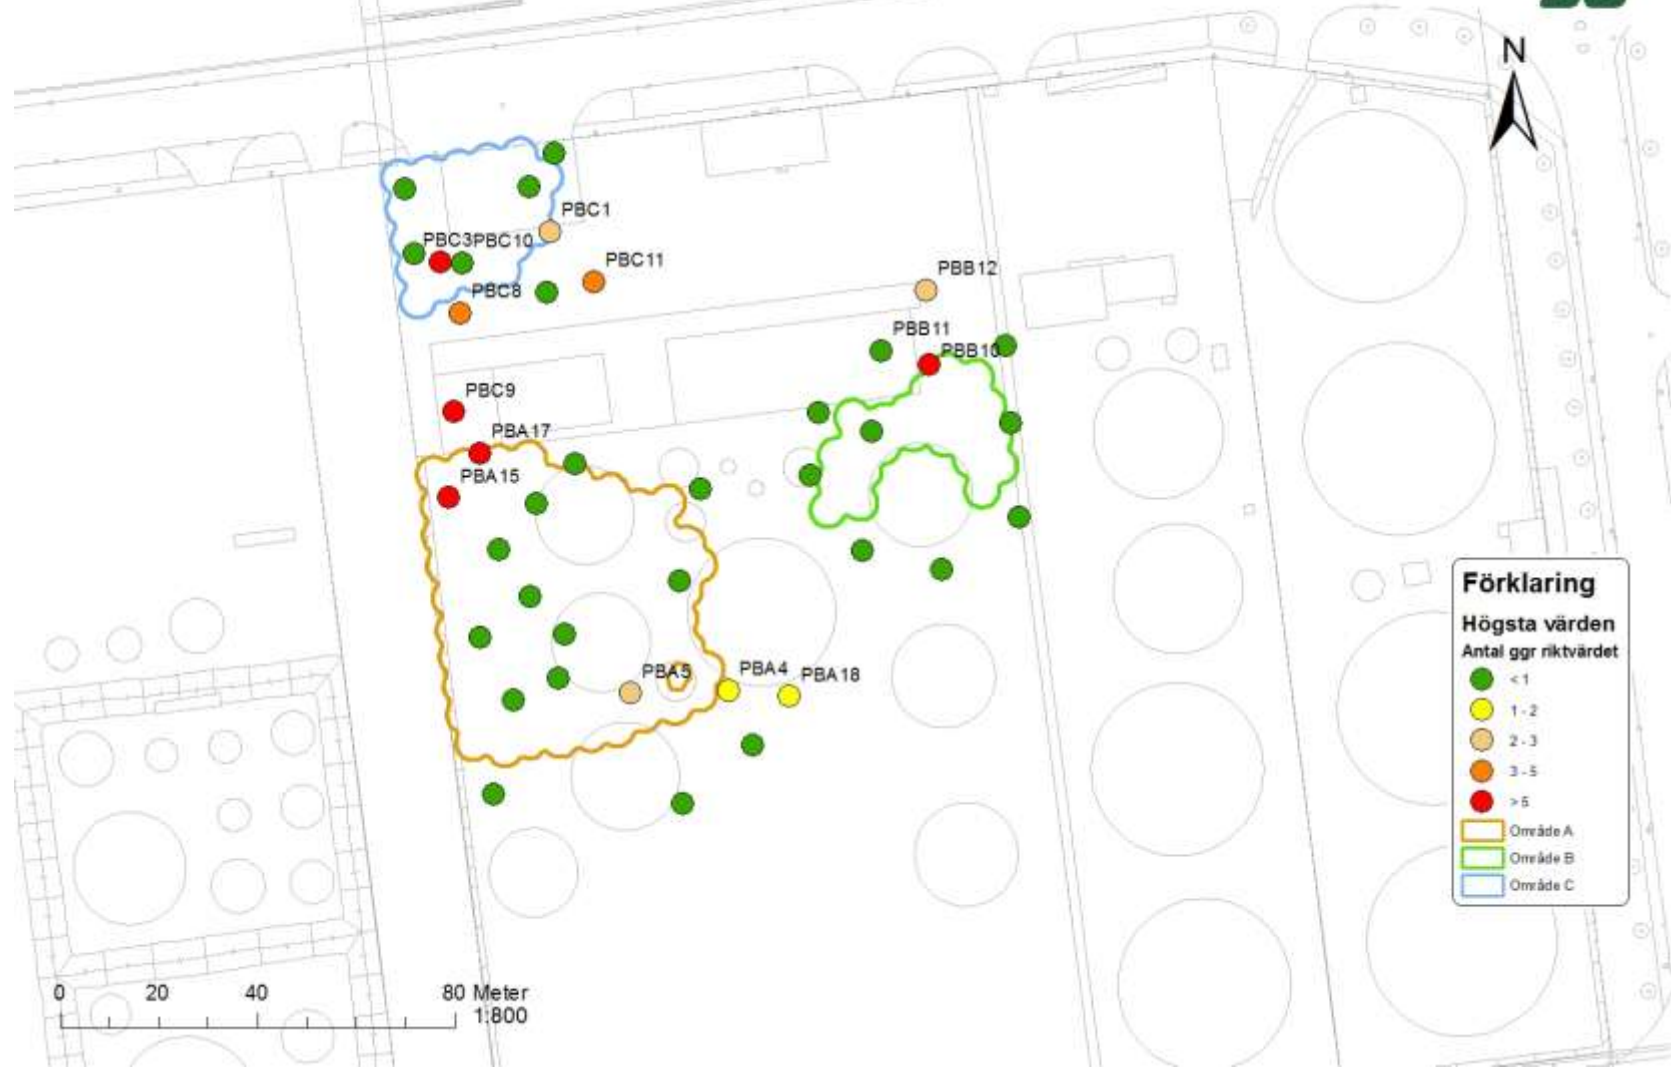 N
PBC1
PBC3
PBC10
PBC11
PBB12
PBC8
PBB11
PBB10
PBC9
PBA17
PBA15
PBA5
PBA4
PBA18
Förklaring
Högsta värden
Antal ggr riktvärdet
< 1
1 - 2
2 - 3
3 - 5
> 5
Område A
Område B
Område C
0 20 40 80 Meter
1:800